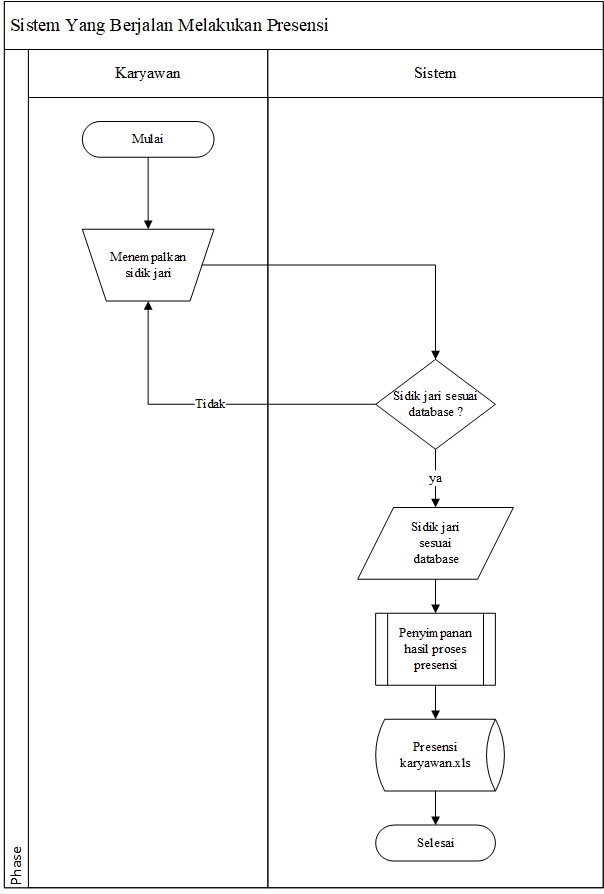 Sistem Yang Berjalan Melakukan Presensi
Karyawan
Sistem
Mulai
Menempalkan
sidik jari
Sidik jari sesuai
database ?
Tidak
ya
Sidik jari
sesuai
database
Penyimpanan
hasil proses
presensi
Presensi
karyawan.xls
Selesai
Phase